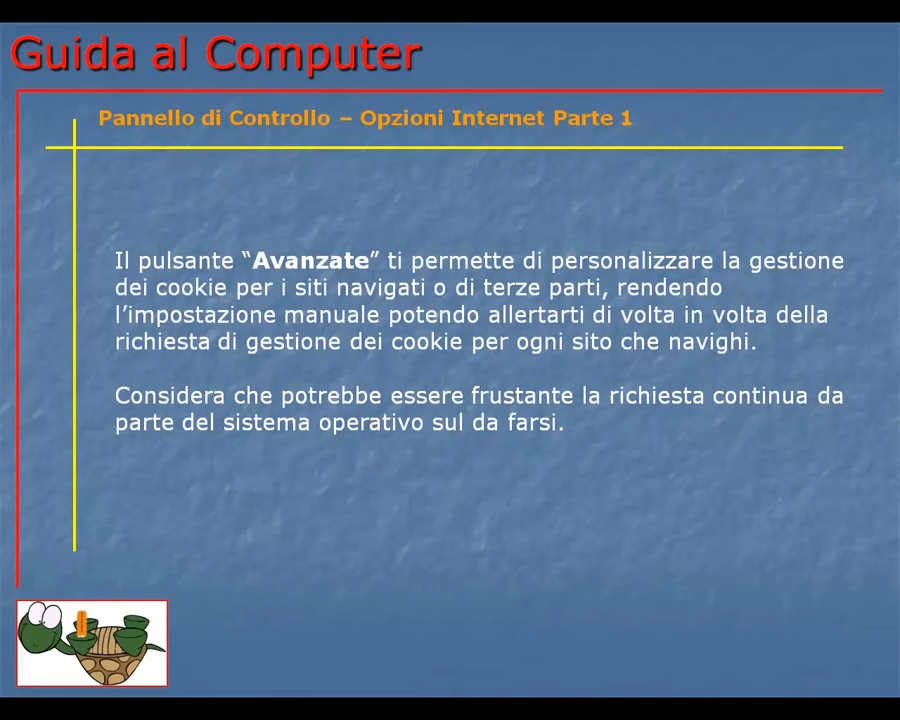 Guida al Computer
Pannello di Controllo – Opzioni Internet Parte 1
Il pulsante “Avanzate” ti permette di personalizzare la gestione
dei cookie per i siti navigati o di terze parti, rendendo
l’impostazione manuale potendo allertarti di volta in volta della
richiesta di gestione dei cookie per ogni sito che navighi.
Considera che potrebbe essere frustante la richiesta continua da
parte del sistema operativo sul da farsi.